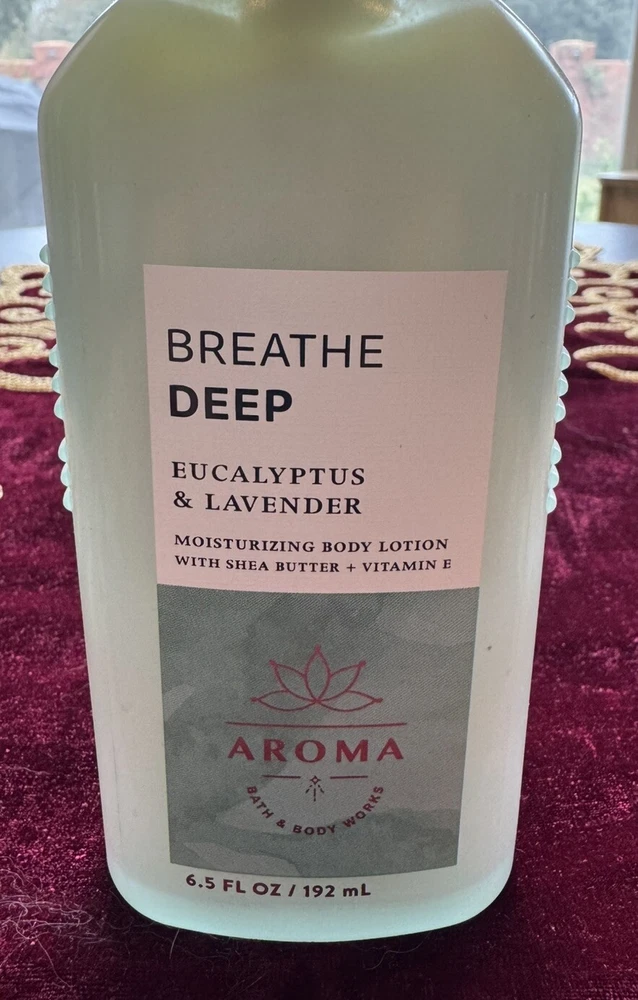 BREATHE
DEEP
EUCALYPTUS
& LAVENDER
MOISTURIZING BODY LOTION
WITH SHEA BUTTER + VITAMIN E
AROMA
BATH & BODY WORKS
6.5 FL OZ / 192 mL